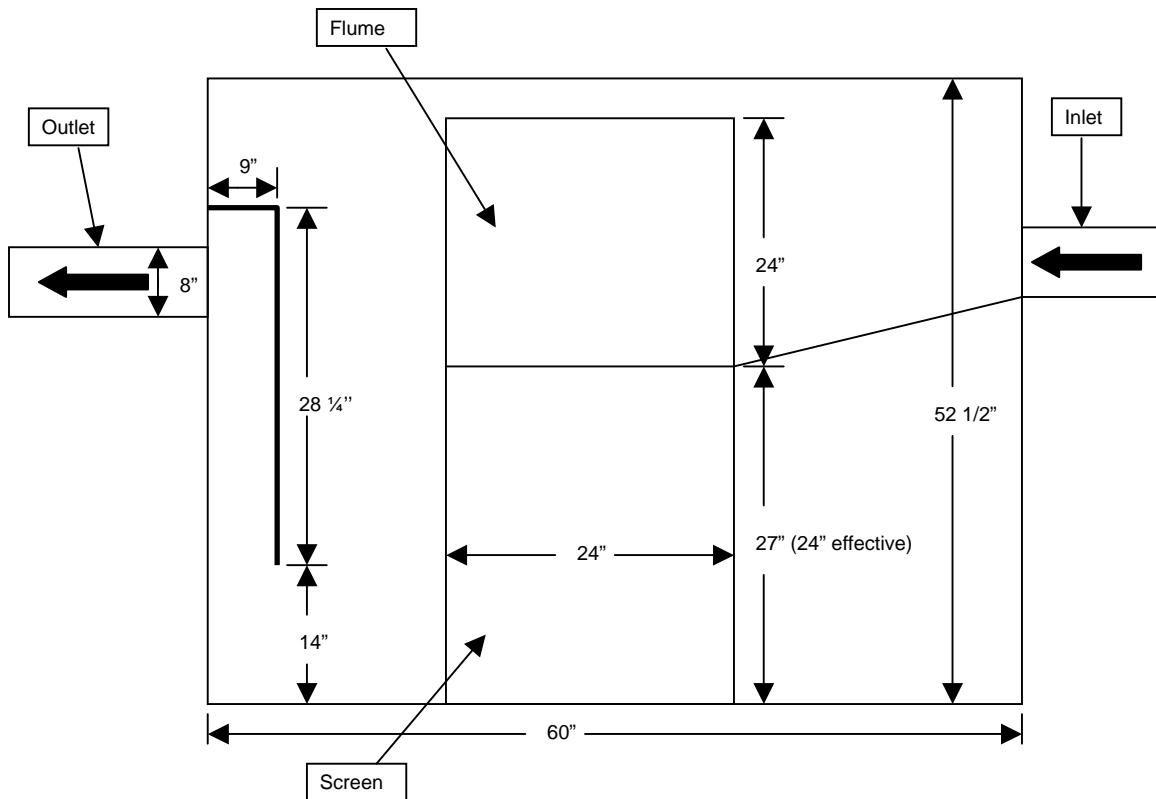 Flume
Outlet
Inlet
9”
8”
24”
28 ¼’’
52 1/2”
27” (24” effective)
24”
14”
60”
Screen